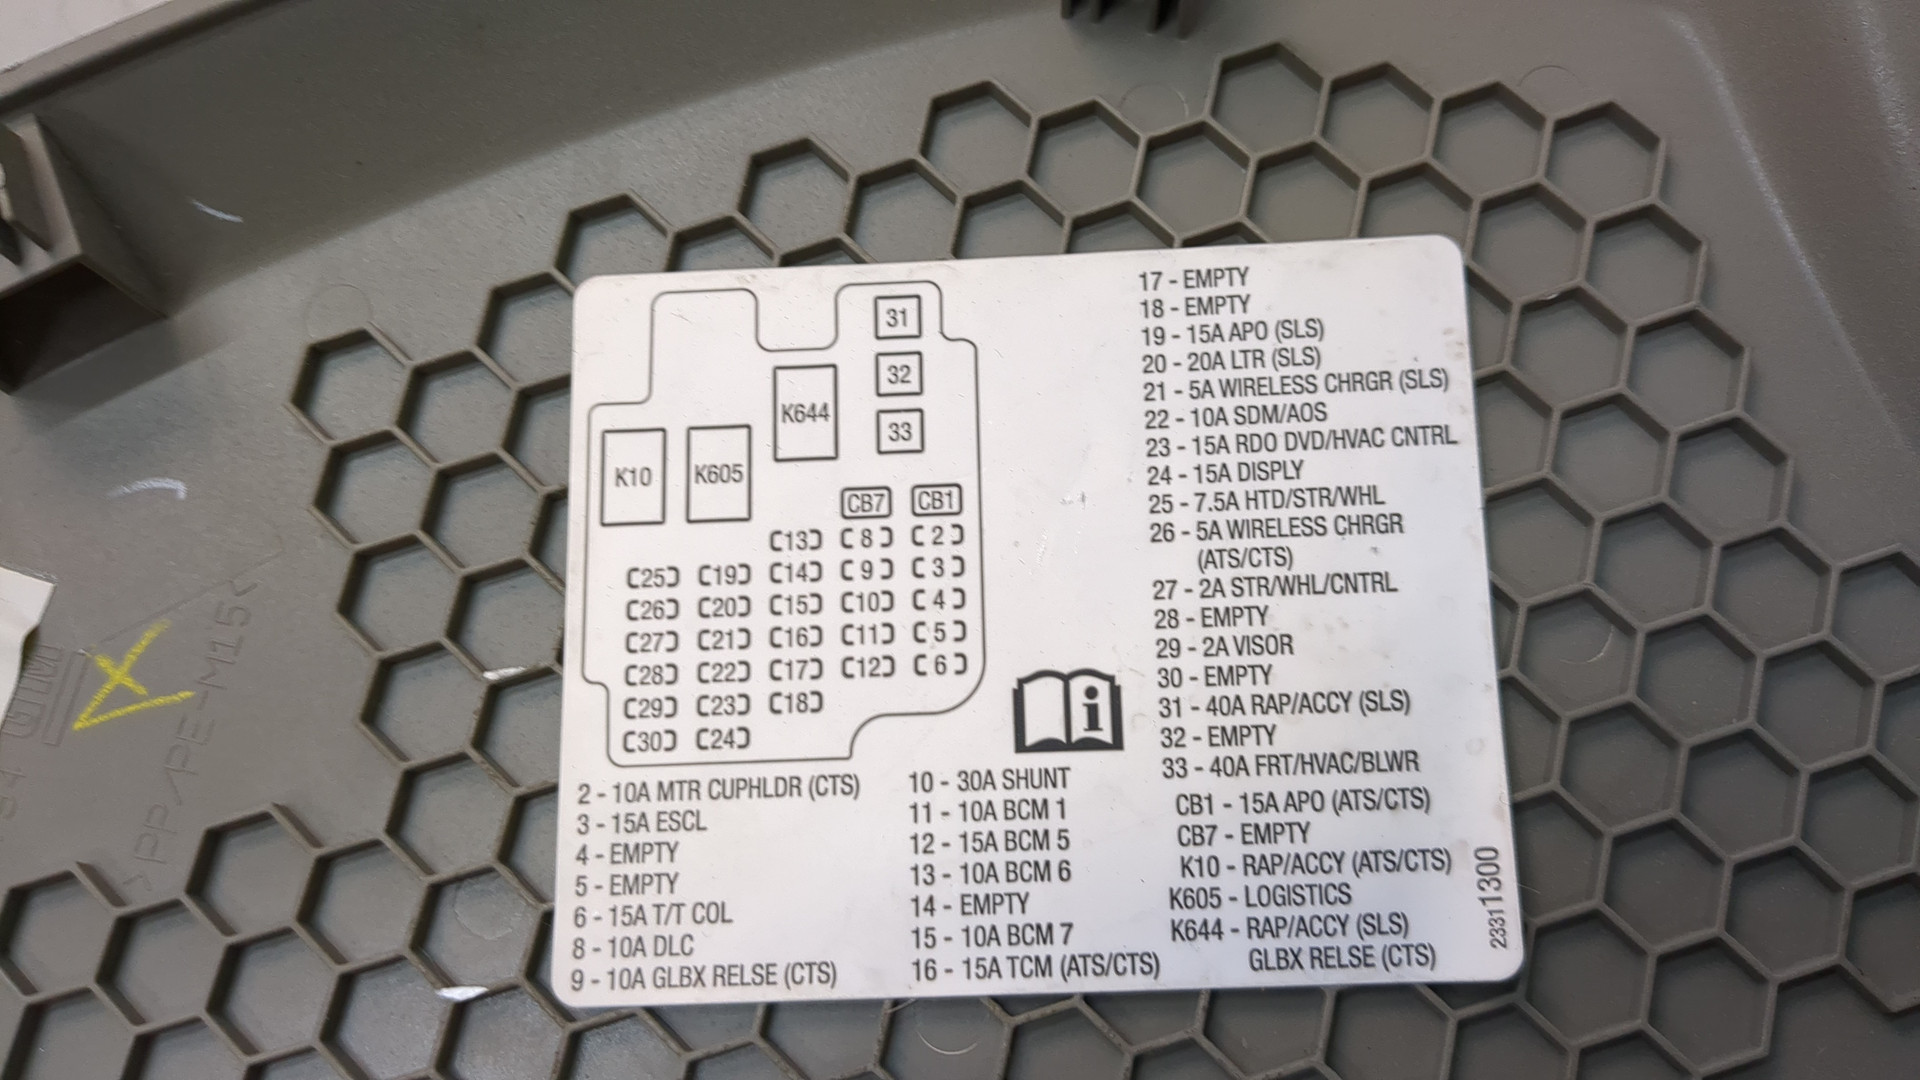 31
32
K644
33
K10
K605
CB7
CB1
13 8 2
25 19 14 9 3
26 20 15 10 4
27 21 16 11 5
28 22 17 12 6
29 23 18
30 24
2 - 10A MTR CUPHLDR (CTS)
3 - 15A ESCL
4 - EMPTY
5 - EMPTY
6 - 15A T/T COL
8 - 10A DLC
9 - 10A GLBX RELSE (CTS)
10 - 30A SHUNT
11 - 10A BCM 1
12 - 15A BCM 5
13 - 10A BCM 6
14 - EMPTY
15 - 10A BCM 7
16 - 15A TCM (ATS/CTS)
17 - EMPTY
18 - EMPTY
19 - 15A APO (SLS)
20 - 20A LTR (SLS)
21 - 5A WIRELESS CHRGR (SLS)
22 - 10A SDM/AOS
23 - 15A RDO DVD/HVAC CNTRL
24 - 15A DISPLY
25 - 7.5A HTD/STR/WHL
26 - 5A WIRELESS CHRGR
(ATS/CTS)
27 - 2A STR/WHL/CNTRL
28 - EMPTY
29 - 2A VISOR
30 - EMPTY
31 - 40A RAP/ACCY (SLS)
32 - EMPTY
33 - 40A FRT/HVAC/BLWR
CB1 - 15A APO (ATS/CTS)
CB7 - EMPTY
K10 - RAP/ACCY (ATS/CTS)
K605 - LOGISTICS
K644 - RAP/ACCY (SLS)
GLBX RELSE (CTS)
23311300
>PP/PE-M15<
GM